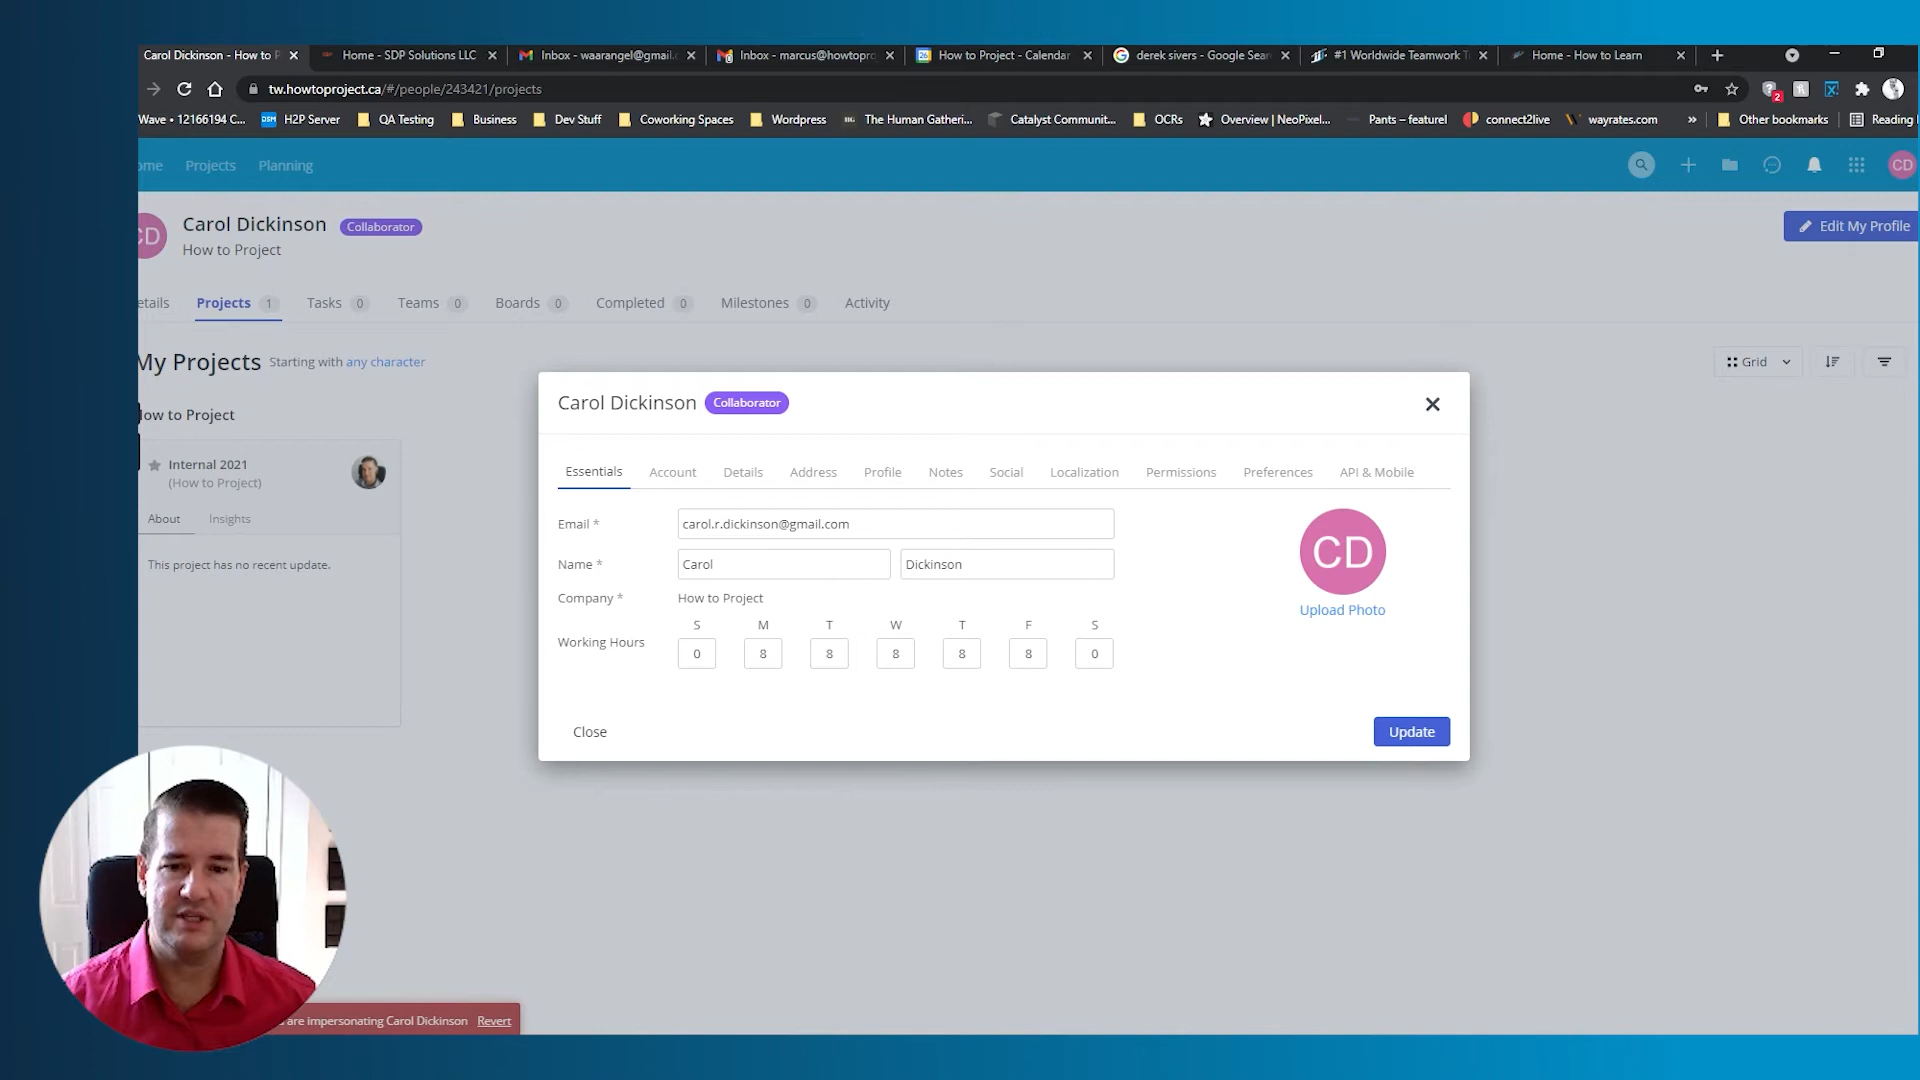 Carol Dickinson - How to P
Home - SDP Solutions LLC
Inbox - waarangel@gmail.c
Inbox - marcus@howtopro
How to Project - Calendar
derek sivers - Google Sear
#1 Worldwide Teamwork T
Home - How to Learn
tw.howtoproject.ca/#/people/243421/projects
2
Wave • 12166194 C...
H2P Server
QA Testing
Business
Dev Stuff
Coworking Spaces
Wordpress
The Human Gatheri...
Catalyst Communit...
OCRs
Overview | NeoPixel...
Pants – featurel
connect2live
wayrates.com
»
Other bookmarks
Reading
ome
Projects
Planning
CD
CD
Carol Dickinson
Collaborator
How to Project
Edit My Profile
etails
Projects 1
Tasks 0
Teams 0
Boards 0
Completed 0
Milestones 0
Activity
My Projects Starting with any character
Grid
How to Project
Internal 2021
(How to Project)
About
Insights
This project has no recent update.
Carol Dickinson
Collaborator
Essentials
Account
Details
Address
Profile
Notes
Social
Localization
Permissions
Preferences
API & Mobile
Email *
carol.r.dickinson@gmail.com
Name *
Carol
Dickinson
Company *
How to Project
Working Hours
S M T W T F S
0 8 8 8 8 8 0
CD
Upload Photo
Close
Update
are impersonating Carol Dickinson Revert